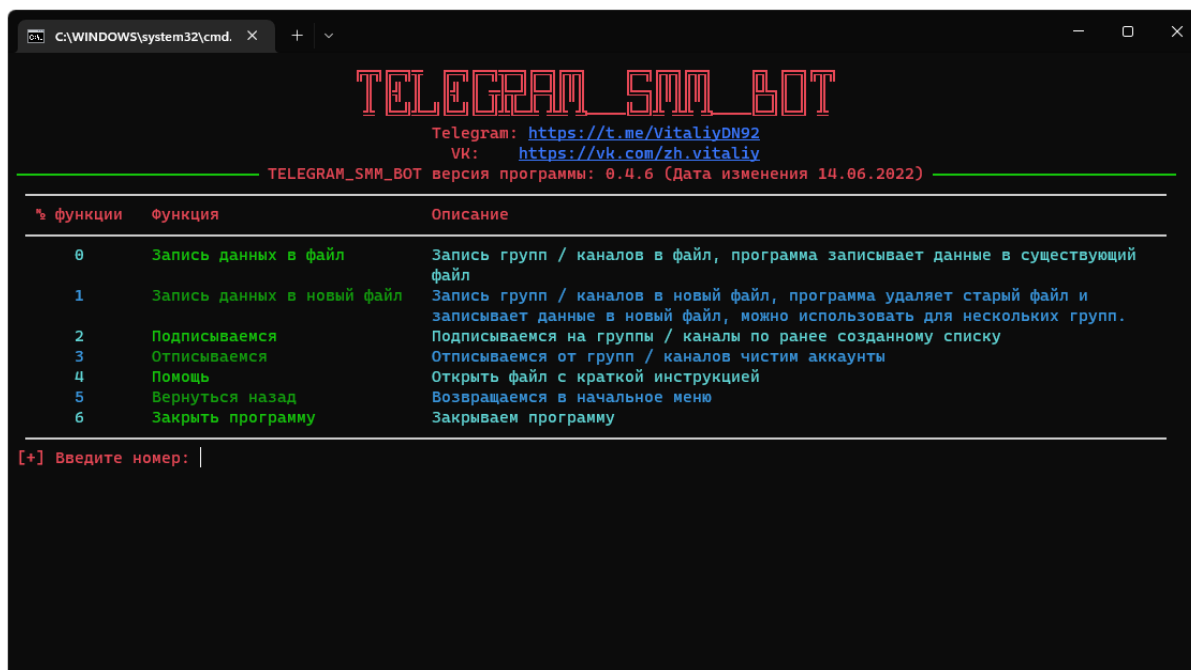 C:\WINDOWS\system32\cmd.
TELEGRAM_SMM_BOT
Telegram: https://t.me/VitaliyDN92
VK: https://vk.com/zh.vitaliy
TELEGRAM_SMM_BOT версия программы: 0.4.6 (Дата изменения 14.06.2022)
№ функции Функция Описание
0 Запись данных в файл Запись групп / каналов в файл, программа записывает данные в существующий
файл
1 Запись данных в новый файл Запись групп / каналов в новый файл, программа удаляет старый файл и
записывает данные в новый файл, можно использовать для нескольких групп.
2 Подписываемся Подписываемся на группы / каналы по ранее созданному списку
3 Отписываемся Отписываемся от групп / каналов чистим аккаунты
4 Помощь Открыть файл с краткой инструкцией
5 Вернуться назад Возвращаемся в начальное меню
6 Закрыть программу Закрываем программу
[+] Введите номер: